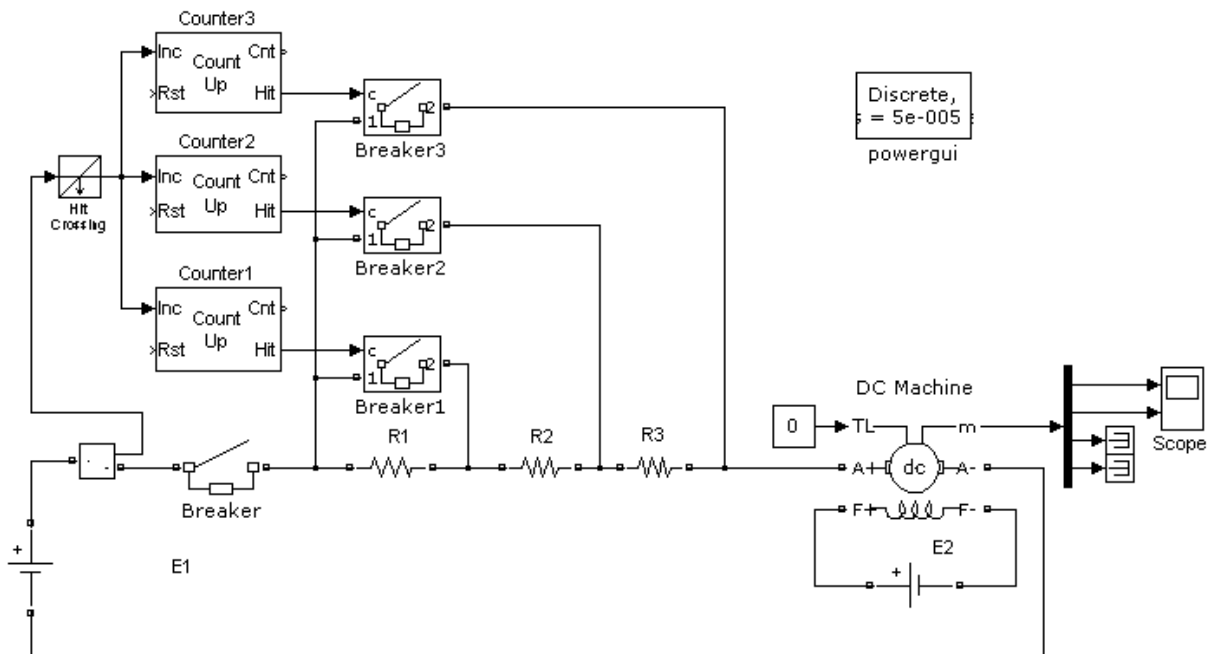 Counter3
Inc
Cnt
Count
Up
Rst
Hit
c
1
2
Breaker3
Discrete,
s = 5e-005
powergui
Counter2
Inc
Cnt
Count
Up
Rst
Hit
c
1
2
Breaker2
Hit
Crossing
Counter1
Inc
Cnt
Count
Up
Rst
Hit
c
1
2
Breaker1
R1
R2
R3
Breaker
DC Machine
0
TL
m
A+
dc
A-
F+
F-
Scope
+
E1
E2
+